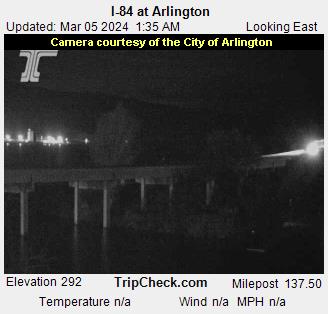 I-84 at Arlington
Updated: Mar 05 2024 1:35 AM Looking East
Camera courtesy of the City of Arlington
Elevation 292 TripCheck.com Milepost 137.50
Temperature n/a Wind n/a MPH n/a